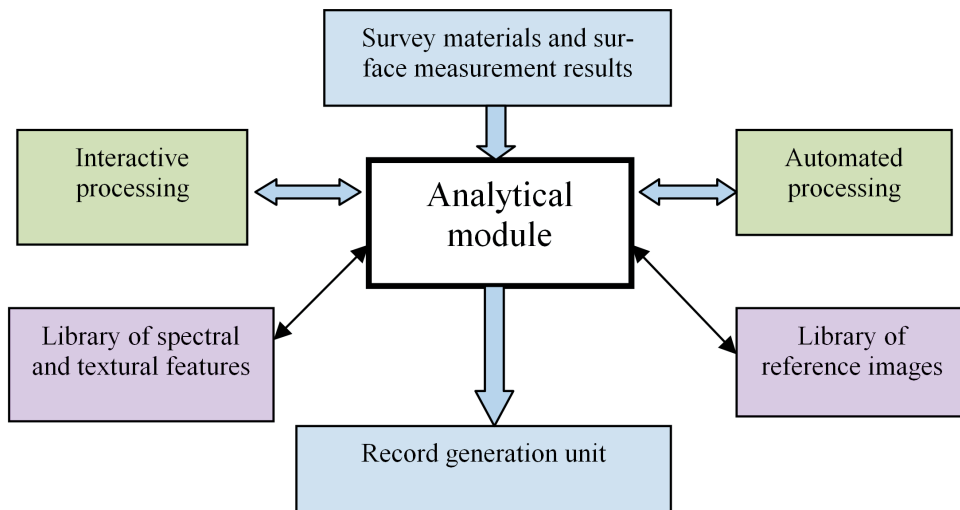 Survey materials and sur-
face measurement results
Interactive
processing
Automated
processing
Analytical
module
Library of spectral
and textural features
Library of
reference images
Record generation unit